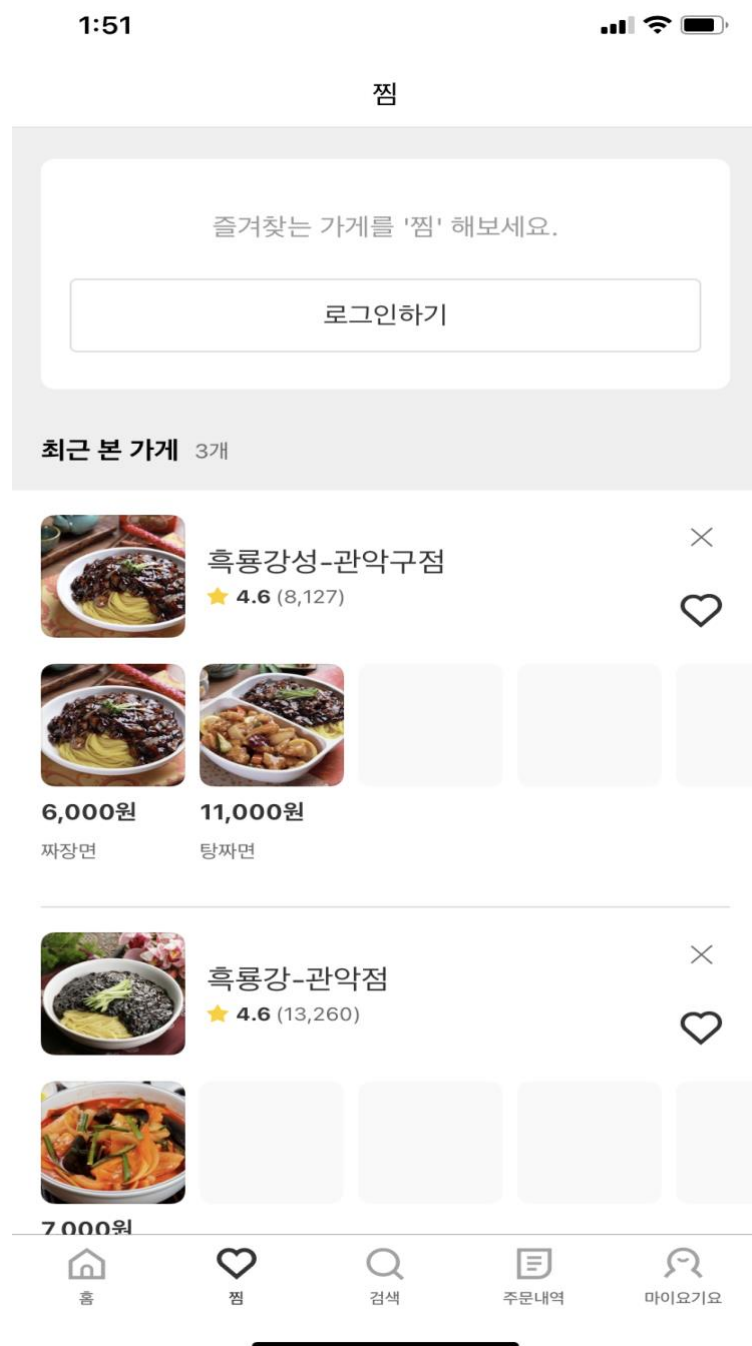 1:51
찜
즐겨찾는 가게를 '찜' 해보세요.
로그인하기
최근 본 가게 3개
흑룡강성-관악구점
4.6 (8,127)
6,000원 11,000원
짜장면 탕짜면
흑룡강-관악점
4.6 (13,260)
7,000원
홈 찜 검색 주문내역 마이요기요